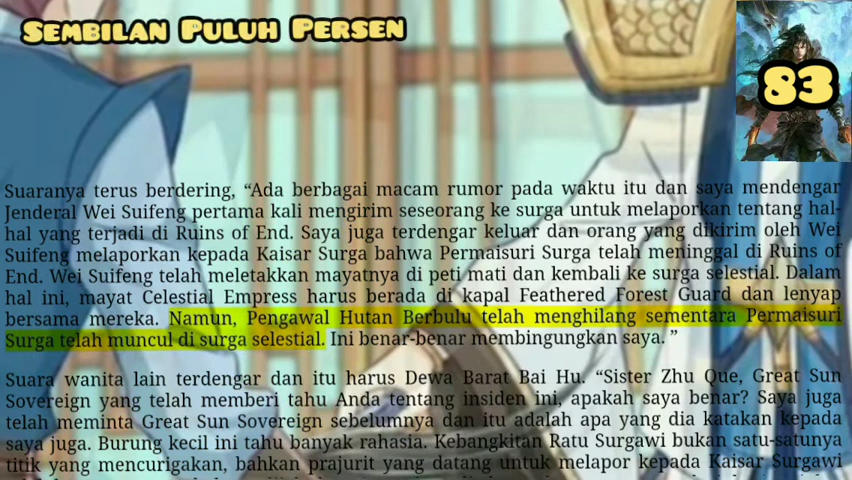 Sembilan Puluh Persen
83
Suaranya terus berdering, “Ada berbagai macam rumor pada waktu itu dan saya mendengar
Jenderal Wei Suifeng pertama kali mengirim seseorang ke surga untuk melaporkan tentang hal-
hal yang terjadi di Ruins of End. Saya juga terdengar keluar dan orang yang dikirim oleh Wei
Suifeng melaporkan kepada Kaisar Surga bahwa Permaisuri Surga telah meninggal di Ruins of
End. Wei Suifeng telah meletakkan mayatnya di peti mati dan kembali ke surga selestial. Dalam
hal ini, mayat Celestial Empress harus berada di kapal Feathered Forest Guard dan lenyap
bersama mereka. Namun, Pengawal Hutan Berbulu telah menghilang sementara Permaisuri
Surga telah muncul di surga selestial. Ini benar-benar membingungkan saya. ”
Suara wanita lain terdengar dan itu harus Dewa Barat Bai Hu. “Sister Zhu Que, Great Sun
Sovereign yang telah memberi tahu Anda tentang insiden ini, apakah saya benar? Saya juga
telah meminta Great Sun Sovereign sebelumnya dan itu adalah apa yang dia katakan kepada
saya juga. Burung kecil ini tahu banyak rahasia. Kebangkitan Ratu Surgawi bukan satu-satunya
titik yang mencurigakan, bahkan prajurit yang datang untuk melapor kepada Kaisar Surgawi